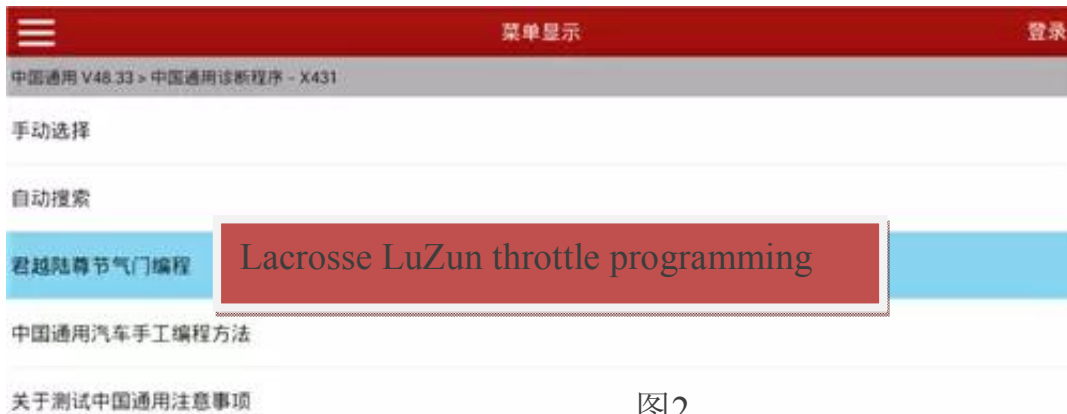 菜单显示 登录
中国通用 V48.33 > 中国通用诊断程序 - X431
手动选择
自动搜索
君越陆尊节气门编程 Lacrosse LuZun throttle programming
中国通用汽车手工编程方法
关于测试中国通用注意事项
图2